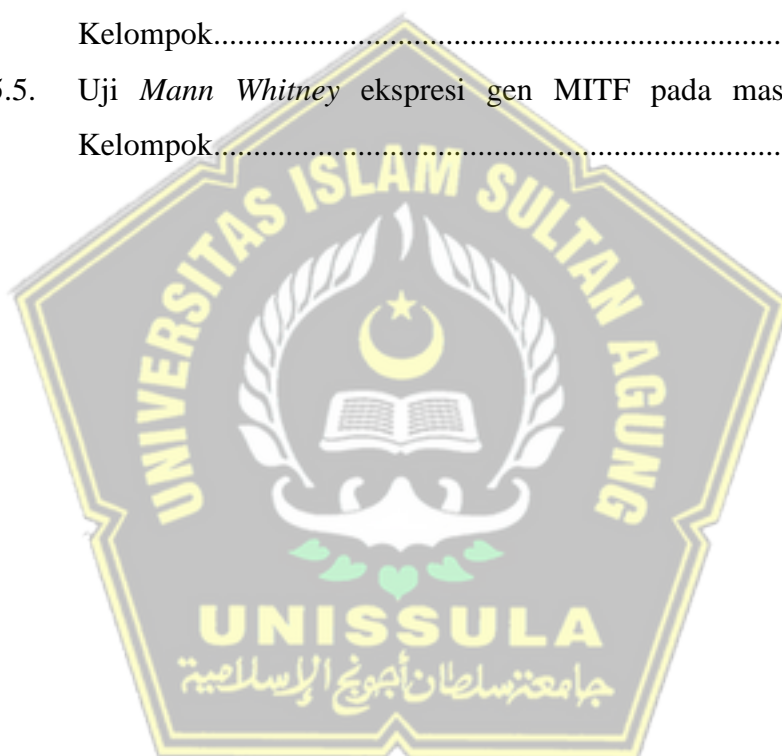 Kelompok......................................................................
5.5. Uji Mann Whitney ekspresi gen MITF pada mas
Kelompok......................................................................
UNIVERSITAS ISLAM SULTAN AGUNG
UNISSULA
جامعة سلطان أجونج الإسلامية